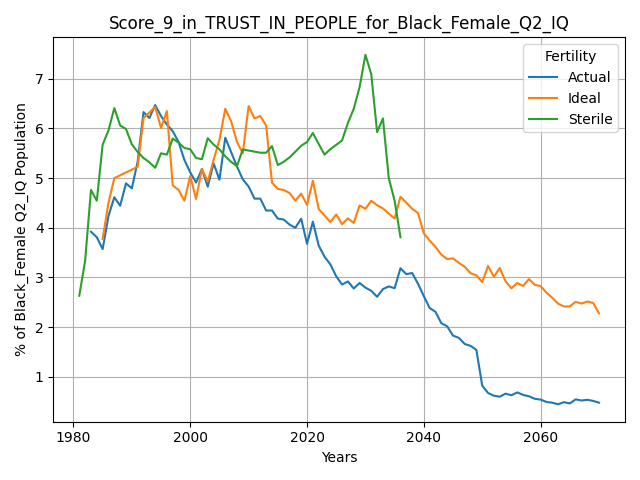 Score_9_in_TRUST_IN_PEOPLE_for_Black_Female_Q2_IQ
% of Black_Female Q2_IQ Population
7
6
5
4
3
2
1
Fertility
Actual
Ideal
Sterile
1980
2000
2020
2040
2060
Years